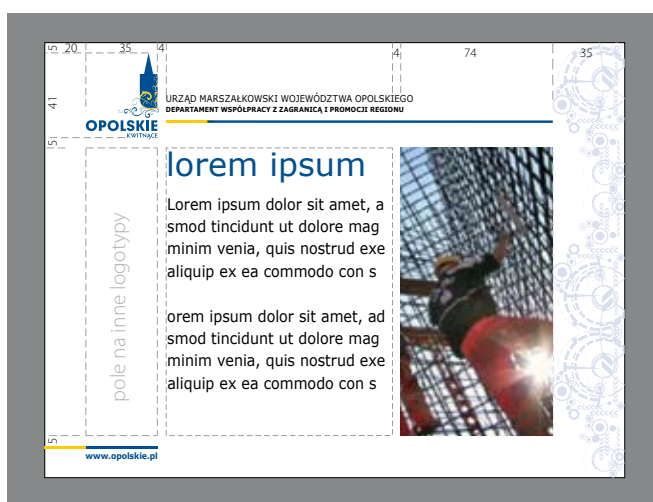 5 20 35 4 4 74 35
41
5
OPOLSKIE
KWITNĄCE
URZĄD MARSZAŁKOWSKI WOJEWÓDZTWA OPOLSKIEGO
DEPARTAMENT WSPÓŁPRACY Z ZAGRANICĄ I PROMOCJI REGIONU
lorem ipsum
Lorem ipsum dolor sit amet, a
smod tincidunt ut dolore mag
minim venia, quis nostrud exe
aliquip ex ea commodo con s
orem ipsum dolor sit amet, ad
smod tincidunt ut dolore mag
minim venia, quis nostrud exe
aliquip ex ea commodo con s
pole na inne logotypy
5
www.opolskie.pl